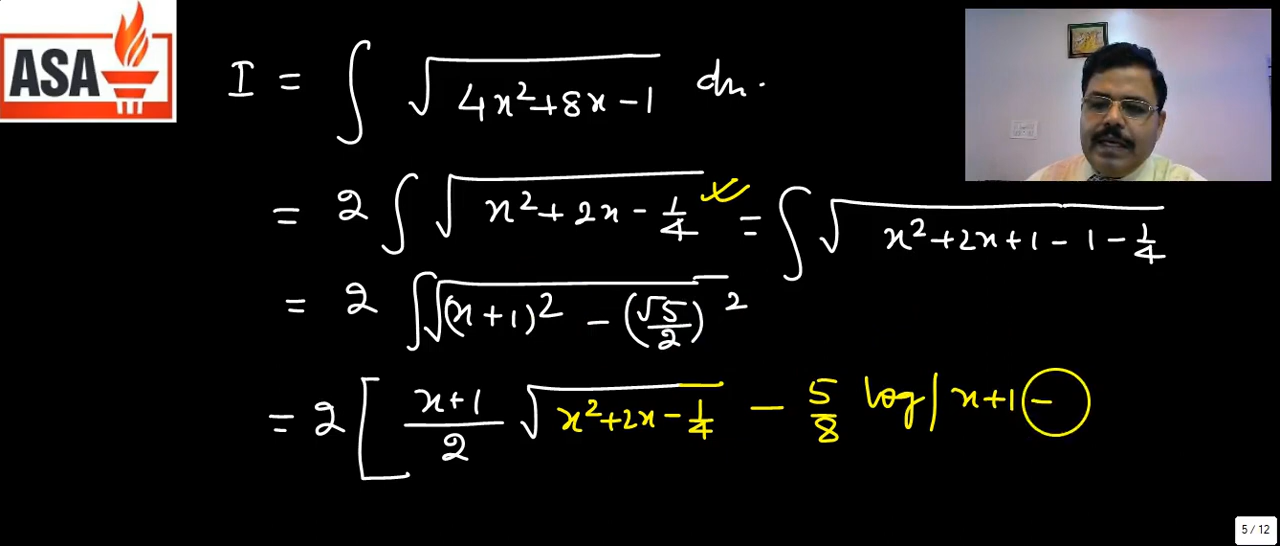 ASA
I = ∫ √(4x²+8x−1) dx.
= 2 ∫ √(x²+2x−1/4) = ∫ √(x²+2x+1−1−1/4)
= 2 ∫√((x+1)² − (√5/2)²)
= 2 [ (x+1)/2 √(x²+2x−1/4) − 5/8 log|x+1 −
5 / 12